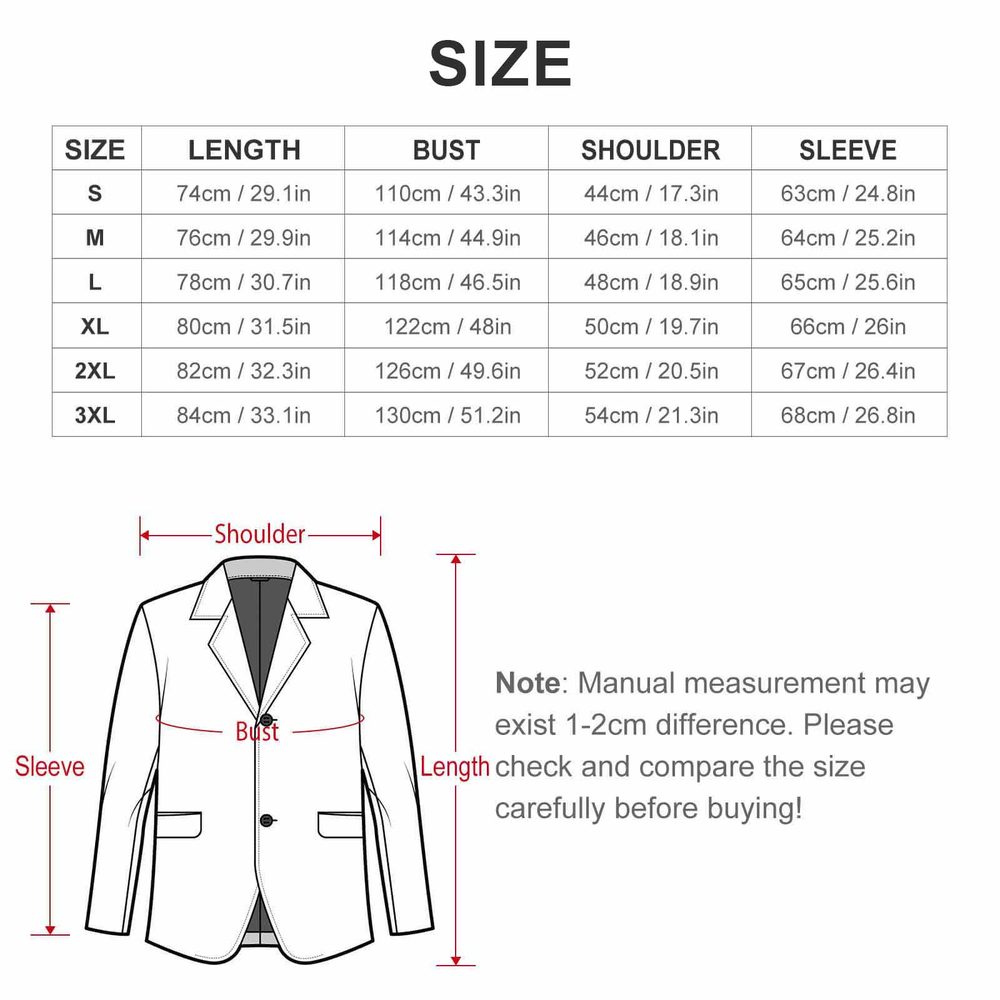 SIZE
SIZE LENGTH BUST SHOULDER SLEEVE
S 74cm / 29.1in 110cm / 43.3in 44cm / 17.3in 63cm / 24.8in
M 76cm / 29.9in 114cm / 44.9in 46cm / 18.1in 64cm / 25.2in
L 78cm / 30.7in 118cm / 46.5in 48cm / 18.9in 65cm / 25.6in
XL 80cm / 31.5in 122cm / 48in 50cm / 19.7in 66cm / 26in
2XL 82cm / 32.3in 126cm / 49.6in 52cm / 20.5in 67cm / 26.4in
3XL 84cm / 33.1in 130cm / 51.2in 54cm / 21.3in 68cm / 26.8in
Shoulder
Bust
Sleeve
Length
Note: Manual measurement may
exist 1-2cm difference. Please
check and compare the size
carefully before buying!